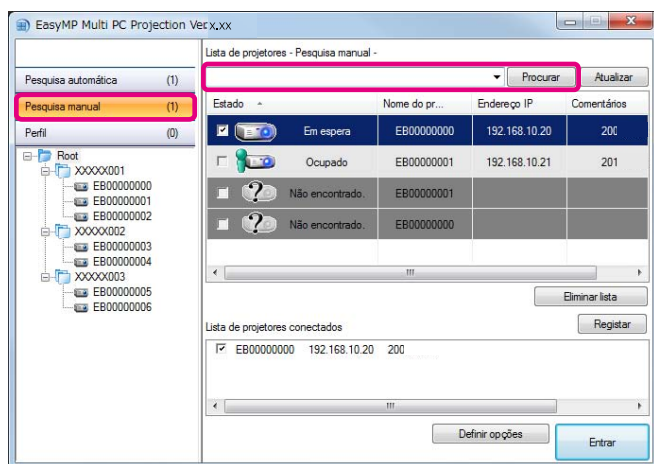 EasyMP Multi PC Projection Ver.x.xx
Lista de projetores - Pesquisa manual -
Pesquisa automática (1)
Procurar
Atualizar
Pesquisa manual (1)
Estado
Nome do pr...
Endereço IP
Comentários
Perfil (0)
Em espera
EB00000000
192.168.10.20
200
Ocupado
EB00000001
192.168.10.21
201
Não encontrado.
EB00000001
Não encontrado.
EB00000000
Root
XXXXX001
EB00000000
EB00000001
EB00000002
XXXXX002
EB00000003
EB00000004
XXXXX003
EB00000005
EB00000006
Eliminar lista
Lista de projetores conectados
Registar
EB00000000 192.168.10.20 200
Definir opções
Entrar